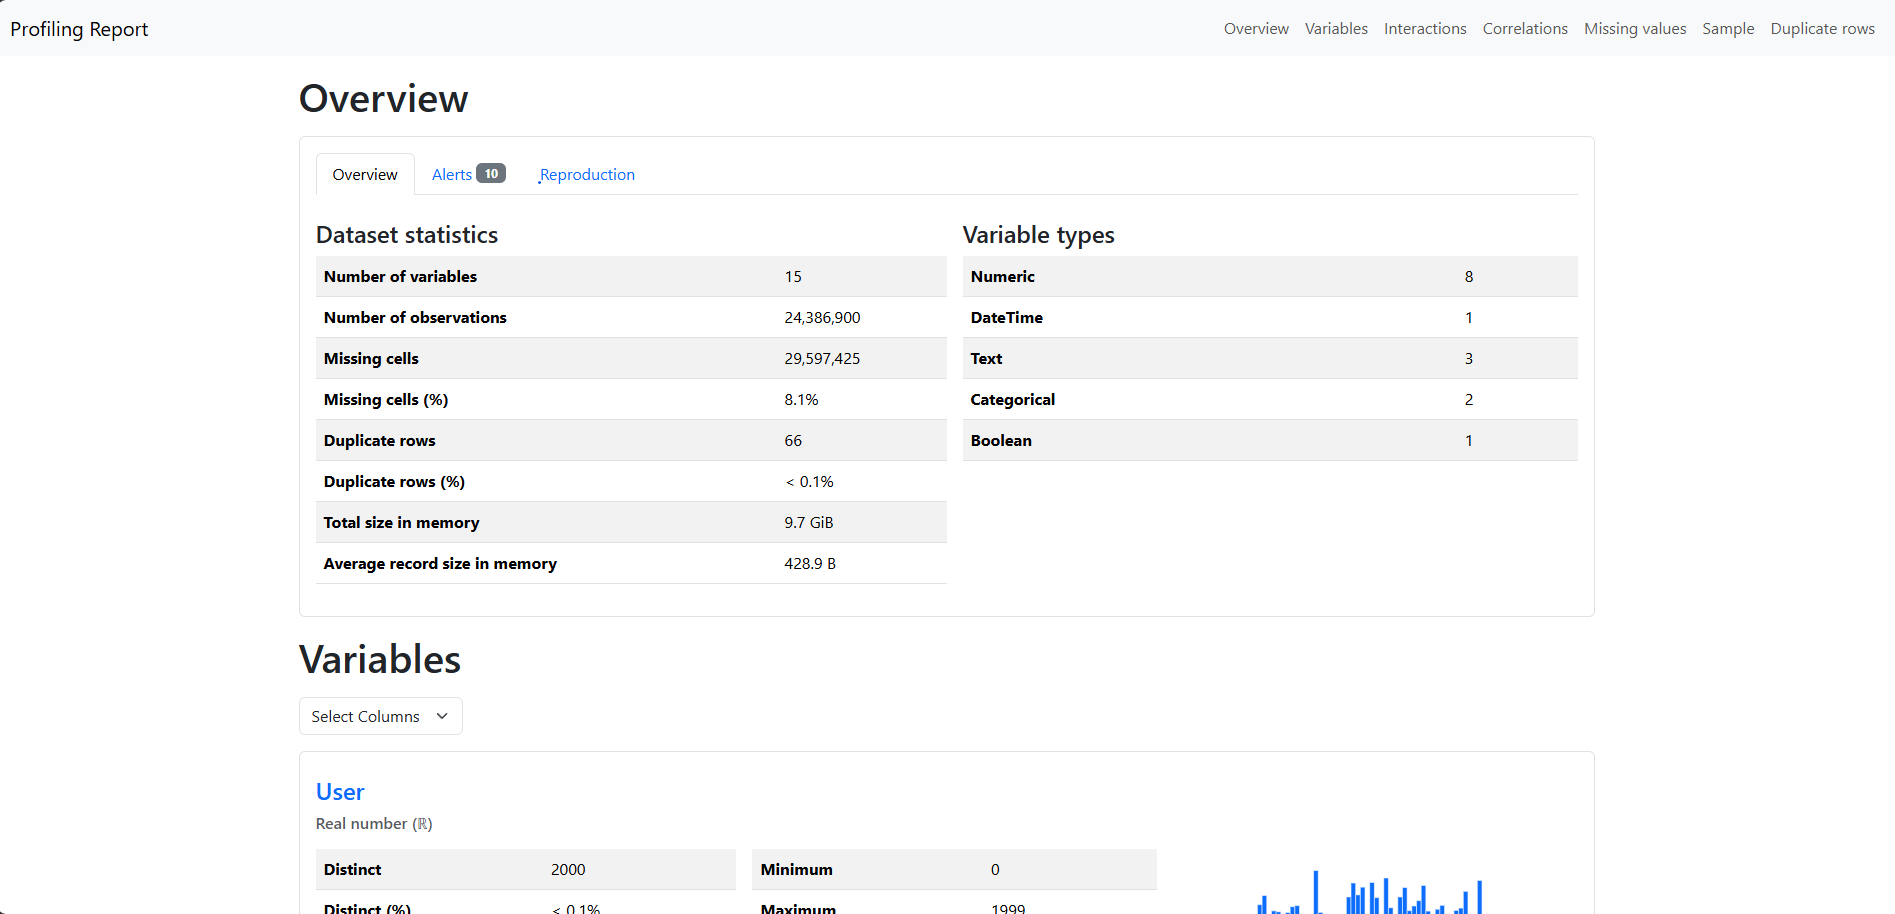 Profiling Report Overview Variables Interactions Correlations Missing values Sample Duplicate rows
Overview
Overview Alerts 10 Reproduction
Dataset statistics
Number of variables 15
Number of observations 24,386,900
Missing cells 29,597,425
Missing cells (%) 8.1%
Duplicate rows 66
Duplicate rows (%) < 0.1%
Total size in memory 9.7 GiB
Average record size in memory 428.9 B
Variable types
Numeric 8
DateTime 1
Text 3
Categorical 2
Boolean 1
Variables
Select Columns
User
Real number (ℝ)
Distinct 2000
Distinct (%) < 0.1%
Minimum 0
Maximum 1999